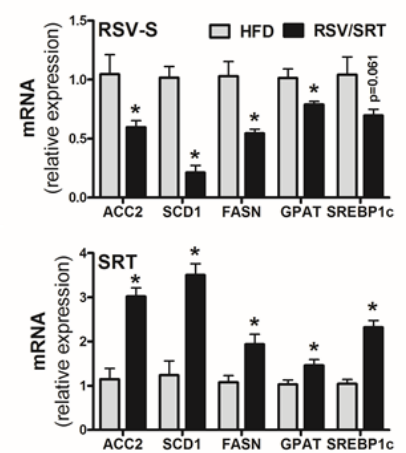 RSV-S
HFD RSV/SRT
mRNA
(relative expression)
1.5
1.0
0.5
0.0
* * * * p=0.061
ACC2 SCD1 FASN GPAT SREBP1c
SRT
mRNA
(relative expression)
4
3
2
1
0
* * * * *
ACC2 SCD1 FASN GPAT SREBP1c